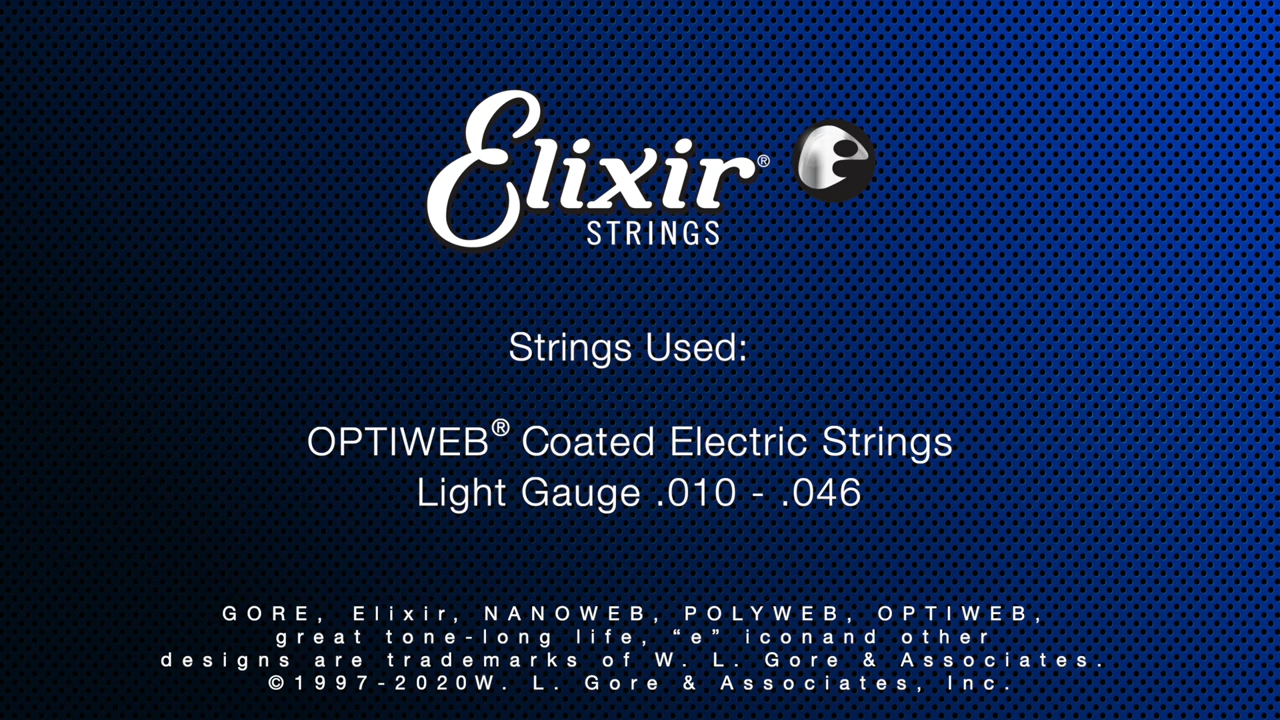 Elixir®
STRINGS
Strings Used:
OPTIWEB® Coated Electric Strings
Light Gauge .010 - .046
GORE, Elixir, NANOWEB, POLYWEB, OPTIWEB,
great tone-long life, “e” iconand other
designs are trademarks of W. L. Gore & Associates.
©1997-2020W. L. Gore & Associates, Inc.